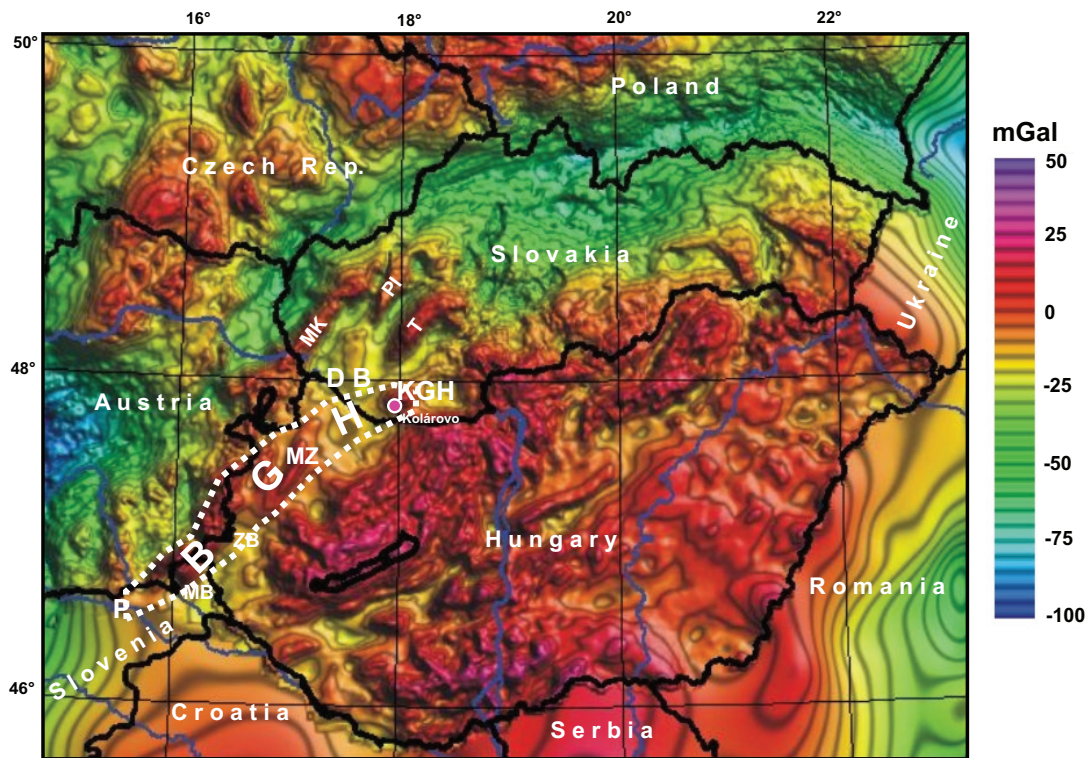 16° 18° 20° 22°
50°
Poland
mGal
50
Czech Rep.
25
Slovakia
Ukraine
0
PI
MK
T
-25
48°
D B
KGH
Austria
H
Kolárovo
-50
MZ
G
ZB
Hungary
-75
B
MB
Romania
P
-100
Slovenia
46°
Croatia
Serbia